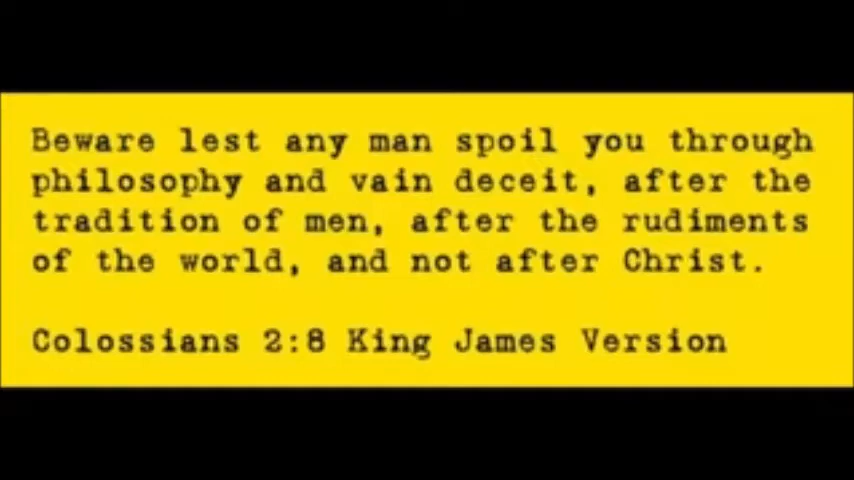 Beware lest any man spoil you through
philosophy and vain deceit, after the
tradition of men, after the rudiments
of the world, and not after Christ.
Colossians 2:8 King James Version